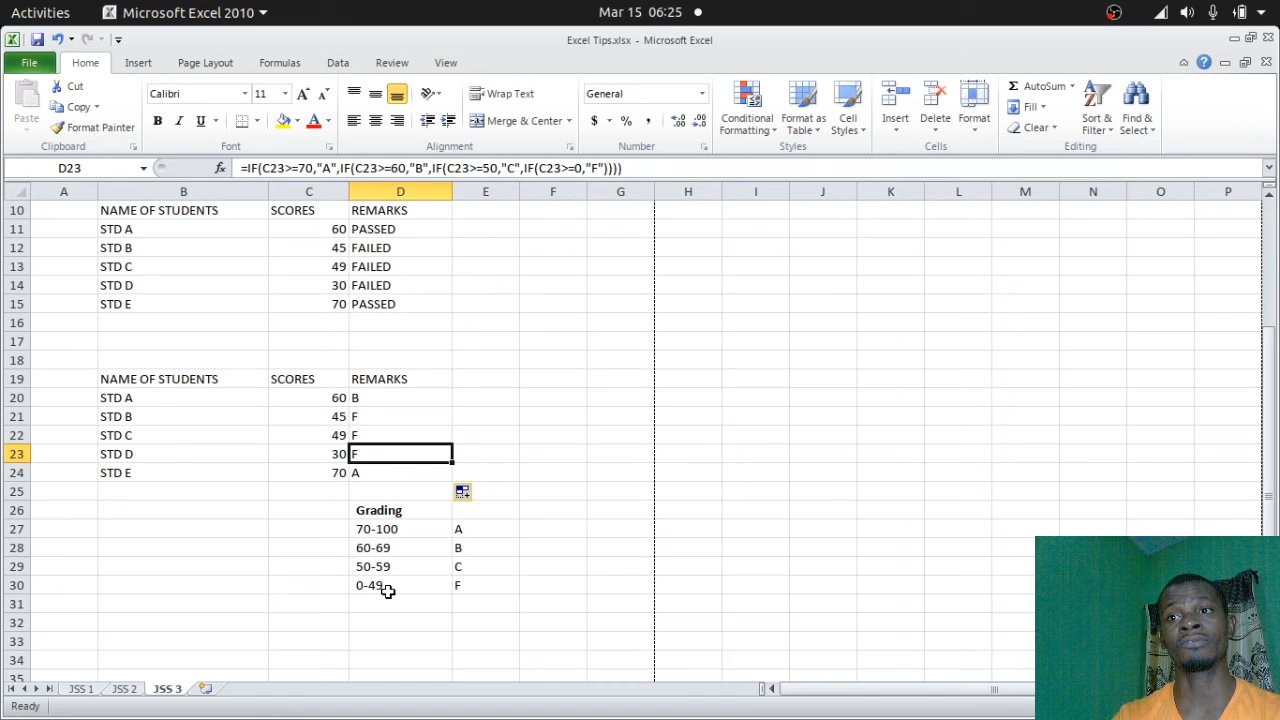 Activities Microsoft Excel 2010 Mar 15 06:25
Excel Tips.xlsx - Microsoft Excel
File Home Insert Page Layout Formulas Data Review View
Paste Cut Copy Format Painter
Calibri 11 B I U A A A
Wrap Text
Merge & Center
General
$ % ,
Conditional Formatting
Format as Table
Cell Styles
Insert Delete Format
AutoSum
Fill
Clear
Sort & Filter
Find & Select
Clipboard Font Alignment Number Styles Cells Editing
D23 fx =IF(C23>=70,"A",IF(C23>=60,"B",IF(C23>=50,"C",IF(C23>=0,"F"))))
A B C D E F G H I J K L M N O P
10 NAME OF STUDENTS SCORES REMARKS
11 STD A 60 PASSED
12 STD B 45 FAILED
13 STD C 49 FAILED
14 STD D 30 FAILED
15 STD E 70 PASSED
16
17
18
19 NAME OF STUDENTS SCORES REMARKS
20 STD A 60 B
21 STD B 45 F
22 STD C 49 F
23 STD D 30 F
24 STD E 70 A
25
26 Grading
27 70-100 A
28 60-69 B
29 50-59 C
30 0-49 F
31
32
33
34
35
JSS 1 JSS 2 JSS 3
Ready